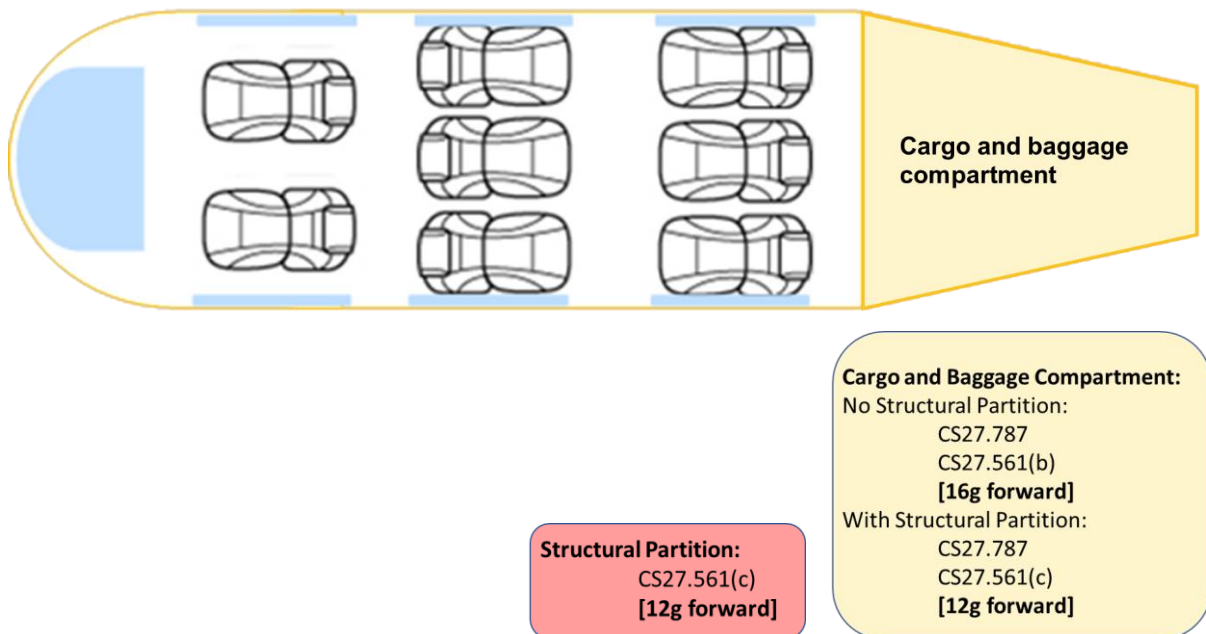 Cargo and baggage
compartment
Cargo and Baggage Compartment:
No Structural Partition:
CS27.787
CS27.561(b)
[16g forward]
With Structural Partition:
CS27.787
CS27.561(c)
[12g forward]
Structural Partition:
CS27.561(c)
[12g forward]